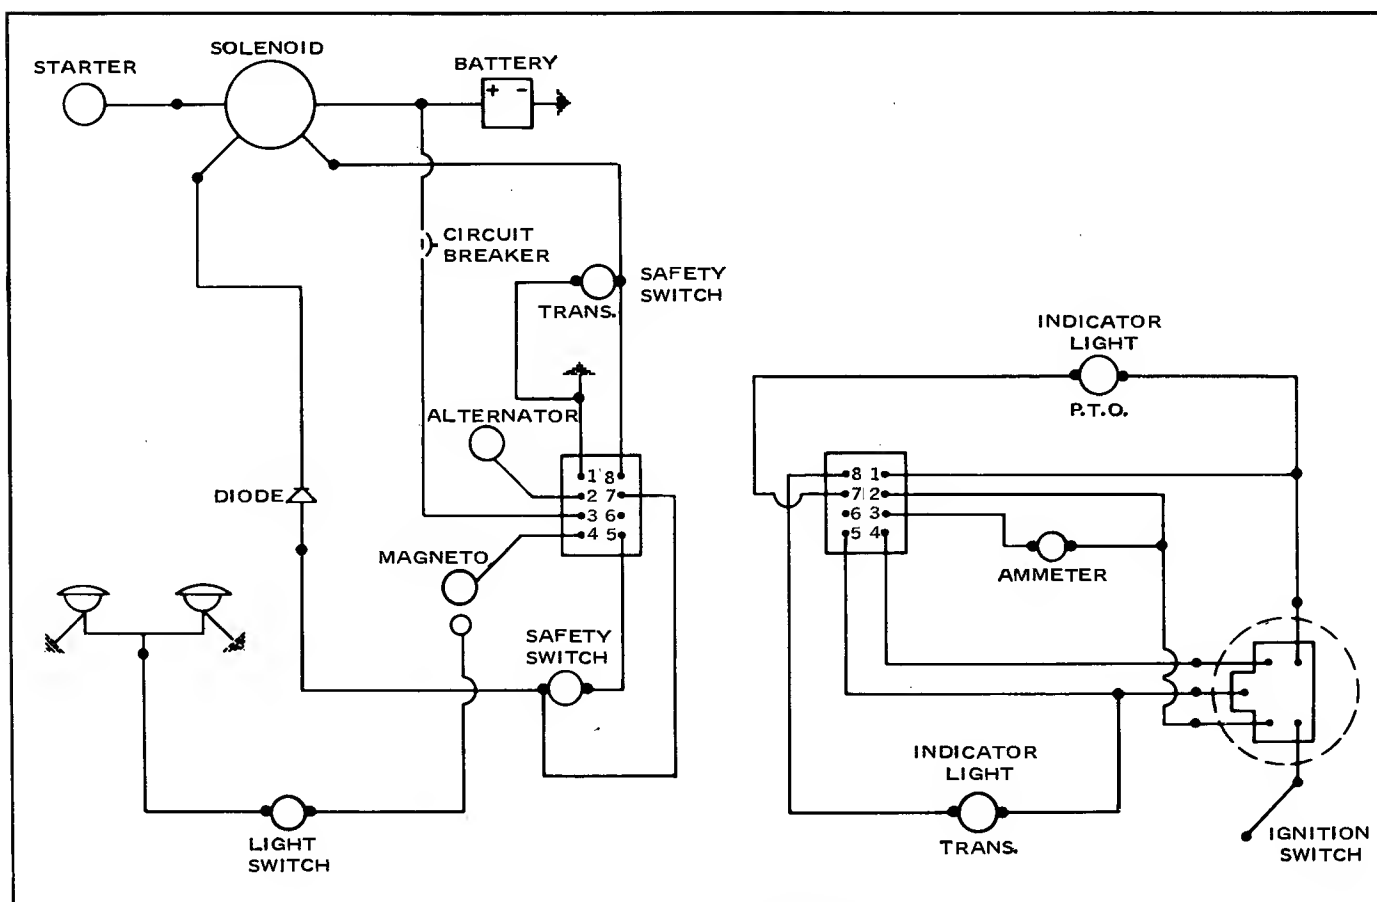 SOLENOID
STARTER
BATTERY
+ -
CIRCUIT
BREAKER
SAFETY
SWITCH
TRANS.
ALTERNATOR
1 8
2 7
3 6
4 5
DIODE
MAGNETO
SAFETY
SWITCH
LIGHT
SWITCH
INDICATOR
LIGHT
P.T.O.
8 1
7 2
6 3
5 4
AMMETER
INDICATOR
LIGHT
TRANS.
IGNITION
SWITCH